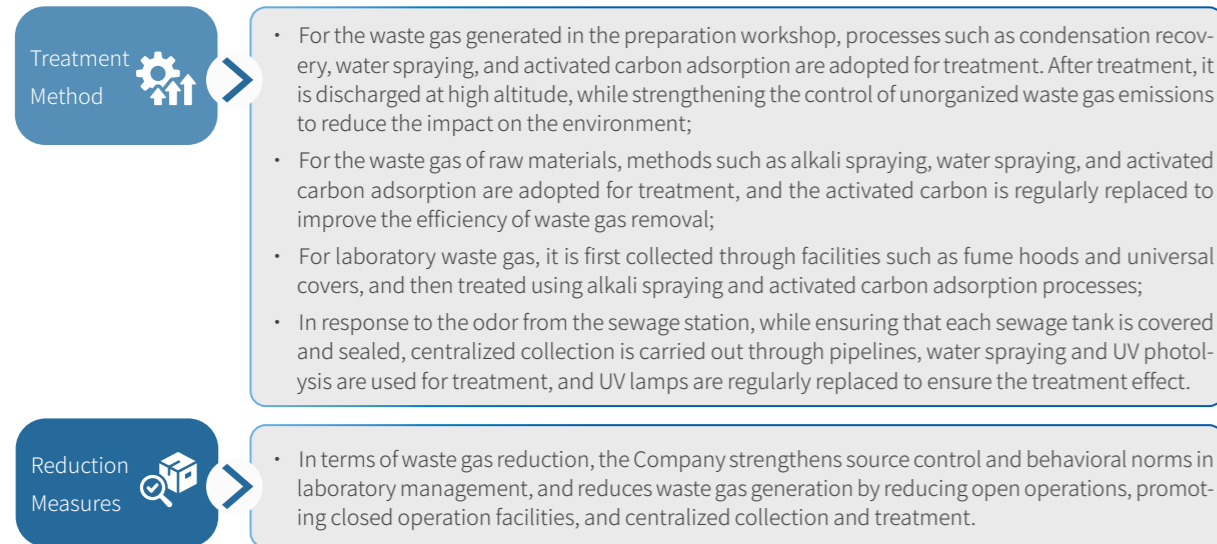 Treatment
Method
· For the waste gas generated in the preparation workshop, processes such as condensation recov-
ery, water spraying, and activated carbon adsorption are adopted for treatment. After treatment, it
is discharged at high altitude, while strengthening the control of unorganized waste gas emissions
to reduce the impact on the environment;
· For the waste gas of raw materials, methods such as alkali spraying, water spraying, and activated
carbon adsorption are adopted for treatment, and the activated carbon is regularly replaced to
improve the efficiency of waste gas removal;
· For laboratory waste gas, it is first collected through facilities such as fume hoods and universal
covers, and then treated using alkali spraying and activated carbon adsorption processes;
· In response to the odor from the sewage station, while ensuring that each sewage tank is covered
and sealed, centralized collection is carried out through pipelines, water spraying and UV photol-
ysis are used for treatment, and UV lamps are regularly replaced to ensure the treatment effect.
Reduction
Measures
· In terms of waste gas reduction, the Company strengthens source control and behavioral norms in
laboratory management, and reduces waste gas generation by reducing open operations, promot-
ing closed operation facilities, and centralized collection and treatment.